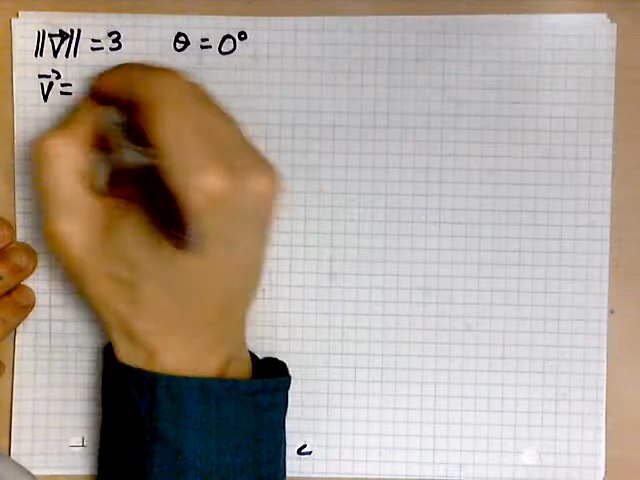 ‖v⃗‖ = 3 θ = 0°
v⃗ =